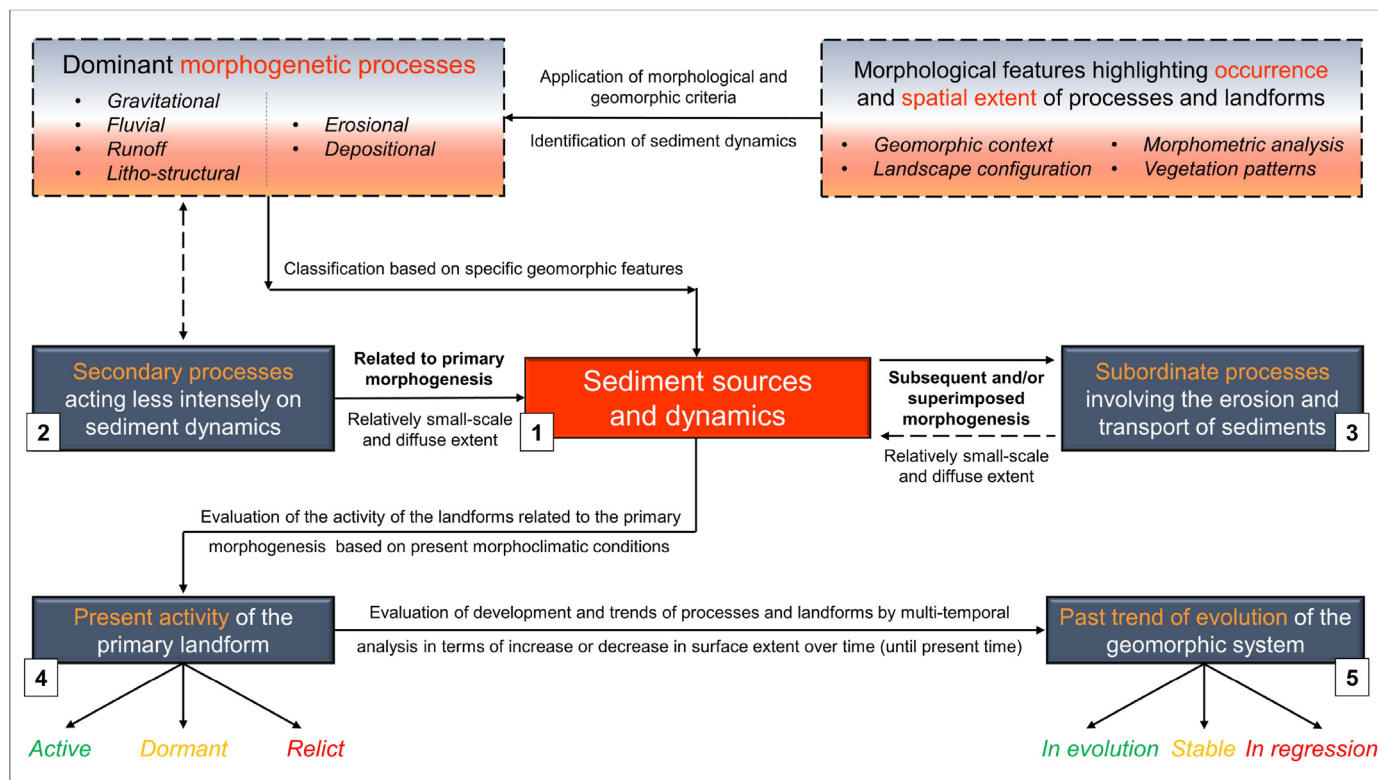 Dominant morphogenetic processes
• Gravitational
• Fluvial
• Runoff
• Litho-structural
• Erosional
• Depositional
Application of morphological and
geomorphic criteria
Identification of sediment dynamics
Morphological features highlighting occurrence
and spatial extent of processes and landforms
• Geomorphic context
• Landscape configuration
• Morphometric analysis
• Vegetation patterns
Classification based on specific geomorphic features
Secondary processes
acting less intensely on
sediment dynamics
2
Related to primary
morphogenesis
Relatively small-scale
and diffuse extent
Sediment sources
and dynamics
1
Subsequent and/or
superimposed
morphogenesis
Relatively small-scale
and diffuse extent
Subordinate processes
involving the erosion and
transport of sediments
3
Evaluation of the activity of the landforms related to the primary
morphogenesis based on present morphoclimatic conditions
Present activity of the
primary landform
4
Evaluation of development and trends of processes and landforms by multi-temporal
analysis in terms of increase or decrease in surface extent over time (until present time)
Past trend of evolution of the
geomorphic system
5
Active
Dormant
Relict
In evolution
Stable
In regression